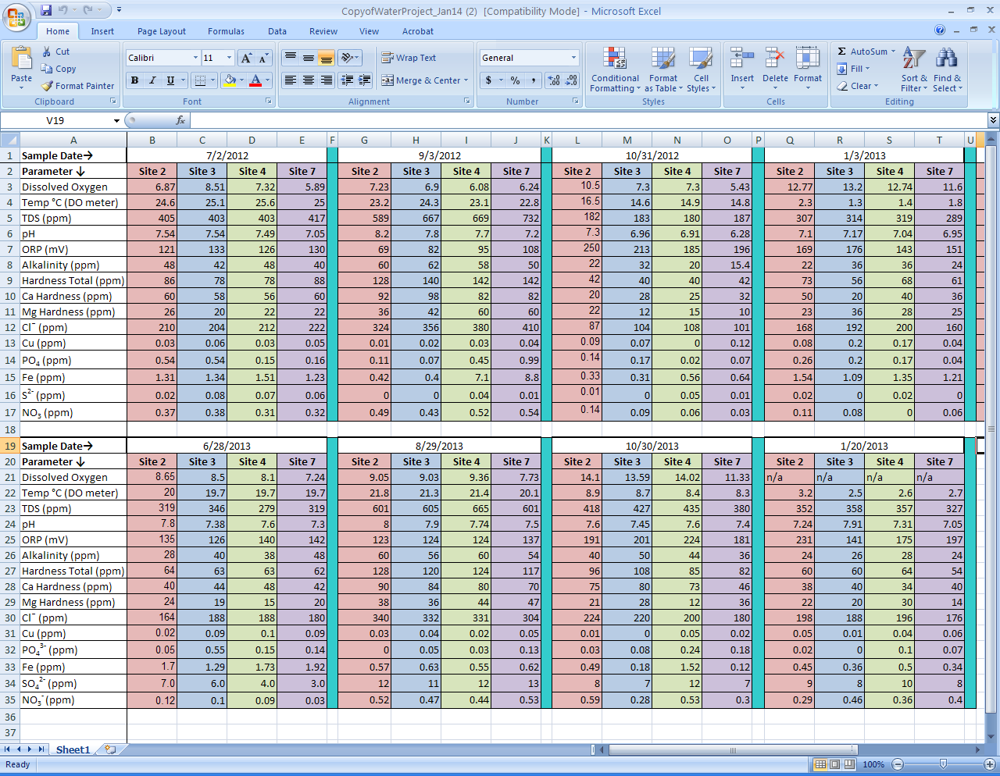 CopyofWaterProject_Jan14 (2) [Compatibility Mode] - Microsoft Excel
Home Insert Page Layout Formulas Data Review View Acrobat
Cut
Copy
Format Painter
Paste
Clipboard
Calibri 11
B I U
Font
Wrap Text
Merge & Center
Alignment
General
$ % ,
Number
Conditional Formatting
Format as Table
Cell Styles
Styles
Insert Delete Format
Cells
Σ AutoSum
Fill
Clear
Sort & Filter
Find & Select
Editing
V19 fx
A B C D E F G H I J K L M N O P Q R S T U
1 Sample Date→ 7/2/2012 9/3/2012 10/31/2012 1/3/2013
2 Parameter ↓ Site 2 Site 3 Site 4 Site 7 Site 2 Site 3 Site 4 Site 7 Site 2 Site 3 Site 4 Site 7 Site 2 Site 3 Site 4 Site 7
3 Dissolved Oxygen 6.87 8.51 7.32 5.89 7.23 6.9 6.08 6.24 10.5 7.3 7.3 5.43 12.77 13.2 12.74 11.6
4 Temp °C (DO meter) 24.6 25.1 25.6 25 23.2 24.3 23.1 22.8 16.5 14.6 14.9 14.8 2.3 1.3 1.4 1.8
5 TDS (ppm) 405 403 403 417 589 667 669 732 182 183 180 187 307 314 319 289
6 pH 7.54 7.54 7.49 7.05 8.2 7.8 7.7 7.2 7.3 6.96 6.91 6.28 7.1 7.17 7.04 6.95
7 ORP (mV) 121 133 126 130 69 82 95 108 250 213 185 196 169 176 143 151
8 Alkalinity (ppm) 48 42 48 40 60 62 58 50 22 32 20 15.4 22 36 36 24
9 Hardness Total (ppm) 86 78 78 88 128 140 142 142 42 40 40 42 73 56 68 61
10 Ca Hardness (ppm) 60 58 56 60 92 98 82 82 20 28 25 32 50 20 40 36
11 Mg Hardness (ppm) 26 20 22 22 36 42 60 60 22 12 15 10 23 36 28 25
12 Cl⁻ (ppm) 210 204 212 222 324 356 380 410 87 104 108 101 168 192 200 160
13 Cu (ppm) 0.03 0.06 0.03 0.05 0.01 0.02 0.03 0.04 0.09 0.07 0 0.12 0.08 0.2 0.17 0.04
14 PO₄ (ppm) 0.54 0.54 0.15 0.16 0.11 0.07 0.45 0.99 0.14 0.17 0.02 0.07 0.26 0.2 0.17 0.04
15 Fe (ppm) 1.31 1.34 1.51 1.23 0.42 0.4 7.1 8.8 0.33 0.31 0.56 0.64 1.54 1.09 1.35 1.21
16 S²⁻ (ppm) 0.02 0.08 0.07 0.06 0 0 0.04 0.01 0.01 0 0.05 0.01 0.02 0 0.02 0
17 NO₃ (ppm) 0.37 0.38 0.31 0.32 0.49 0.43 0.52 0.54 0.14 0.09 0.06 0.03 0.11 0.08 0 0.06
18
19 Sample Date→ 6/28/2013 8/29/2013 10/30/2013 1/20/2013
20 Parameter ↓ Site 2 Site 3 Site 4 Site 7 Site 2 Site 3 Site 4 Site 7 Site 2 Site 3 Site 4 Site 7 Site 2 Site 3 Site 4 Site 7
21 Dissolved Oxygen 8.65 8.5 8.1 7.24 9.05 9.03 9.36 7.73 14.1 13.59 14.02 11.33 n/a n/a n/a n/a
22 Temp °C (DO meter) 20 19.7 19.7 19.7 21.8 21.3 21.4 20.1 8.9 8.7 8.4 8.3 3.2 2.5 2.6 2.7
23 TDS (ppm) 319 346 279 319 601 605 665 601 418 427 435 380 352 358 357 327
24 pH 7.8 7.38 7.6 7.3 8 7.9 7.74 7.5 7.6 7.45 7.6 7.4 7.24 7.91 7.31 7.05
25 ORP (mV) 135 126 140 142 123 124 124 137 191 201 224 181 231 141 175 197
26 Alkalinity (ppm) 28 40 38 48 60 56 60 54 40 50 44 36 24 26 28 24
27 Hardness Total (ppm) 64 63 63 62 128 120 124 117 96 108 85 82 60 60 64 54
28 Ca Hardness (ppm) 40 44 48 42 90 84 80 70 75 80 73 46 38 40 34 40
29 Mg Hardness (ppm) 24 19 15 20 38 36 44 47 21 28 12 36 22 20 30 14
30 Cl⁻ (ppm) 164 188 188 180 340 332 331 304 224 220 200 180 198 188 196 176
31 Cu (ppm) 0.02 0.09 0.1 0.09 0.03 0.04 0.02 0.05 0.01 0 0.05 0.02 0.05 0.01 0.04 0.06
32 PO₄³⁻ (ppm) 0.05 0.55 0.15 0.14 0 0.05 0.03 0.13 0.03 0.08 0.24 0.18 0.02 0 0.1 0.07
33 Fe (ppm) 1.7 1.29 1.73 1.92 0.57 0.63 0.55 0.62 0.49 0.18 1.52 0.12 0.45 0.36 0.5 0.34
34 SO₄²⁻ (ppm) 7.0 6.0 4.0 3.0 12 11 12 13 8 7 12 7 9 8 10 8
35 NO₃⁻ (ppm) 0.12 0.1 0.09 0.03 0.52 0.47 0.44 0.53 0.59 0.28 0.53 0.3 0.29 0.46 0.36 0.4
36
37
Sheet1
Ready 100%